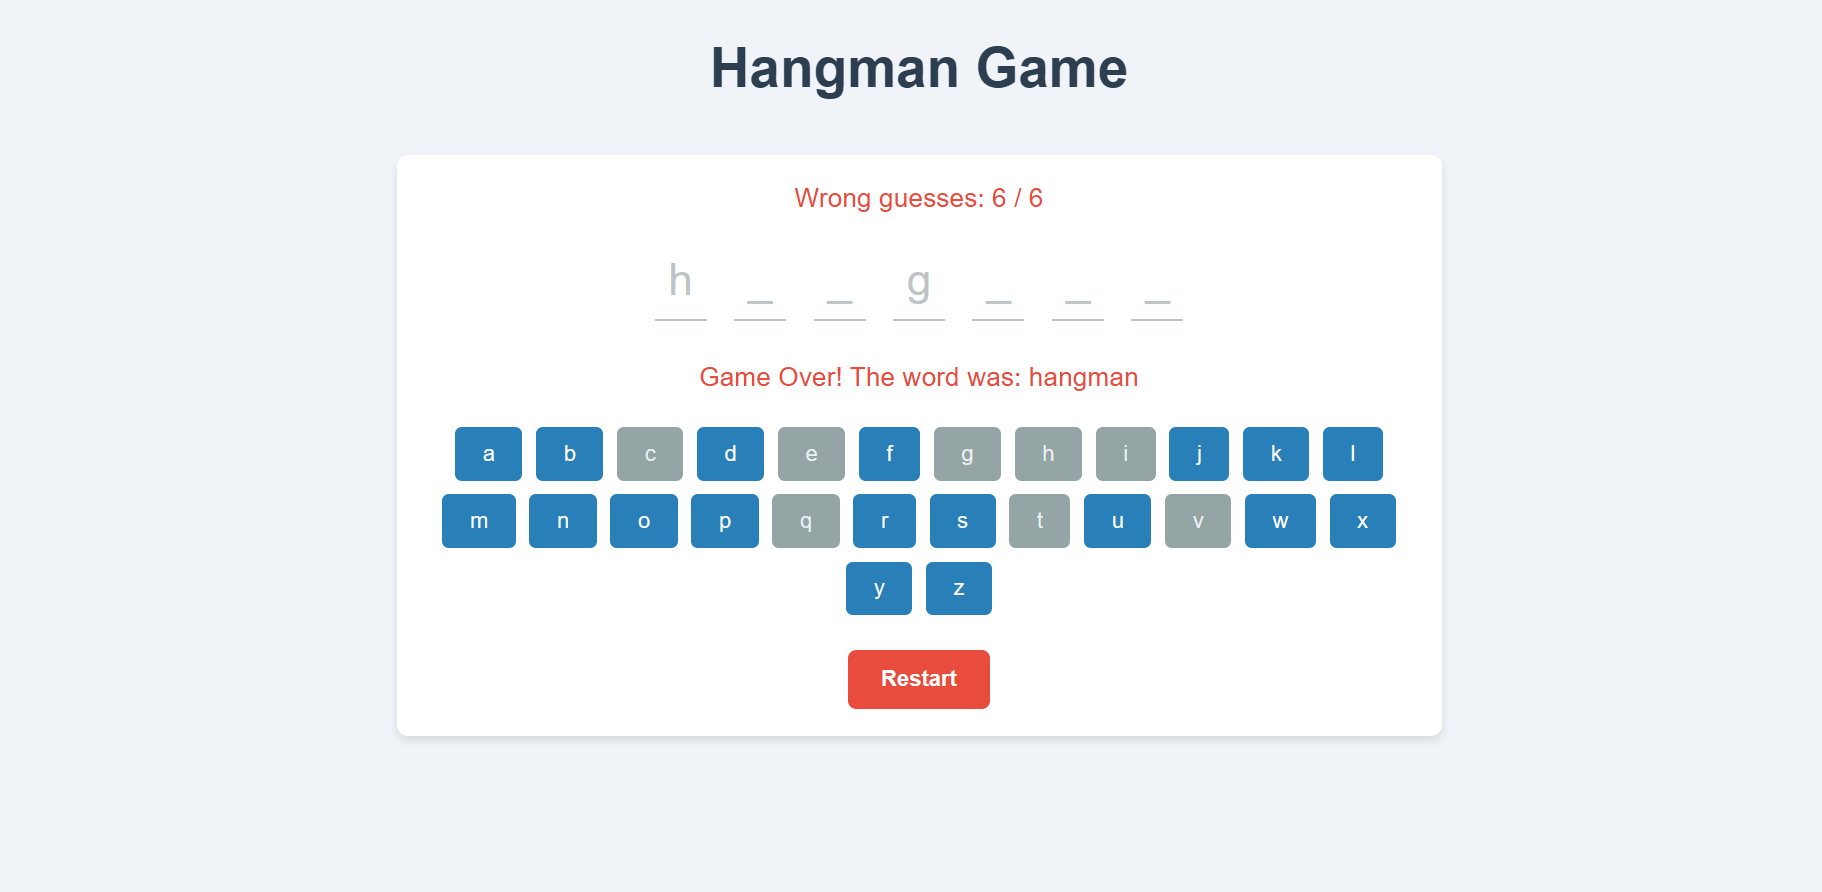 Hangman Game
Wrong guesses: 6 / 6
h _ _ g _ _ _
Game Over! The word was: hangman
a b c d e f g h i j k l
m n o p q r s t u v w x
y z
Restart